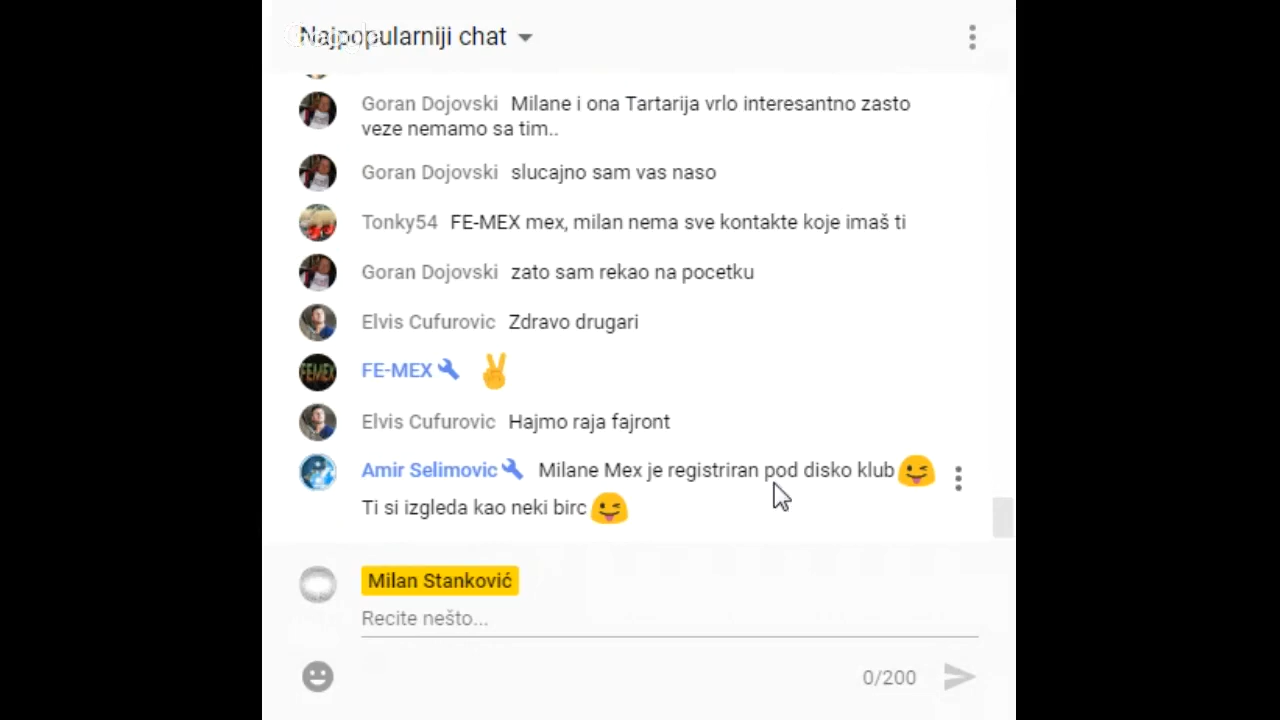 Najpopularniji chat
Goran Dojovski Milane i ona Tartarija vrlo interesantno zasto
veze nemamo sa tim..
Goran Dojovski slucajno sam vas naso
Tonky54 FE-MEX mex, milan nema sve kontakte koje imaš ti
Goran Dojovski zato sam rekao na pocetku
Elvis Cufurovic Zdravo drugari
FE-MEX
Elvis Cufurovic Hajmo raja fajront
Amir Selimovic Milane Mex je registriran pod disko klub
Ti si izgleda kao neki birc
Milan Stanković
Recite nešto...
0/200